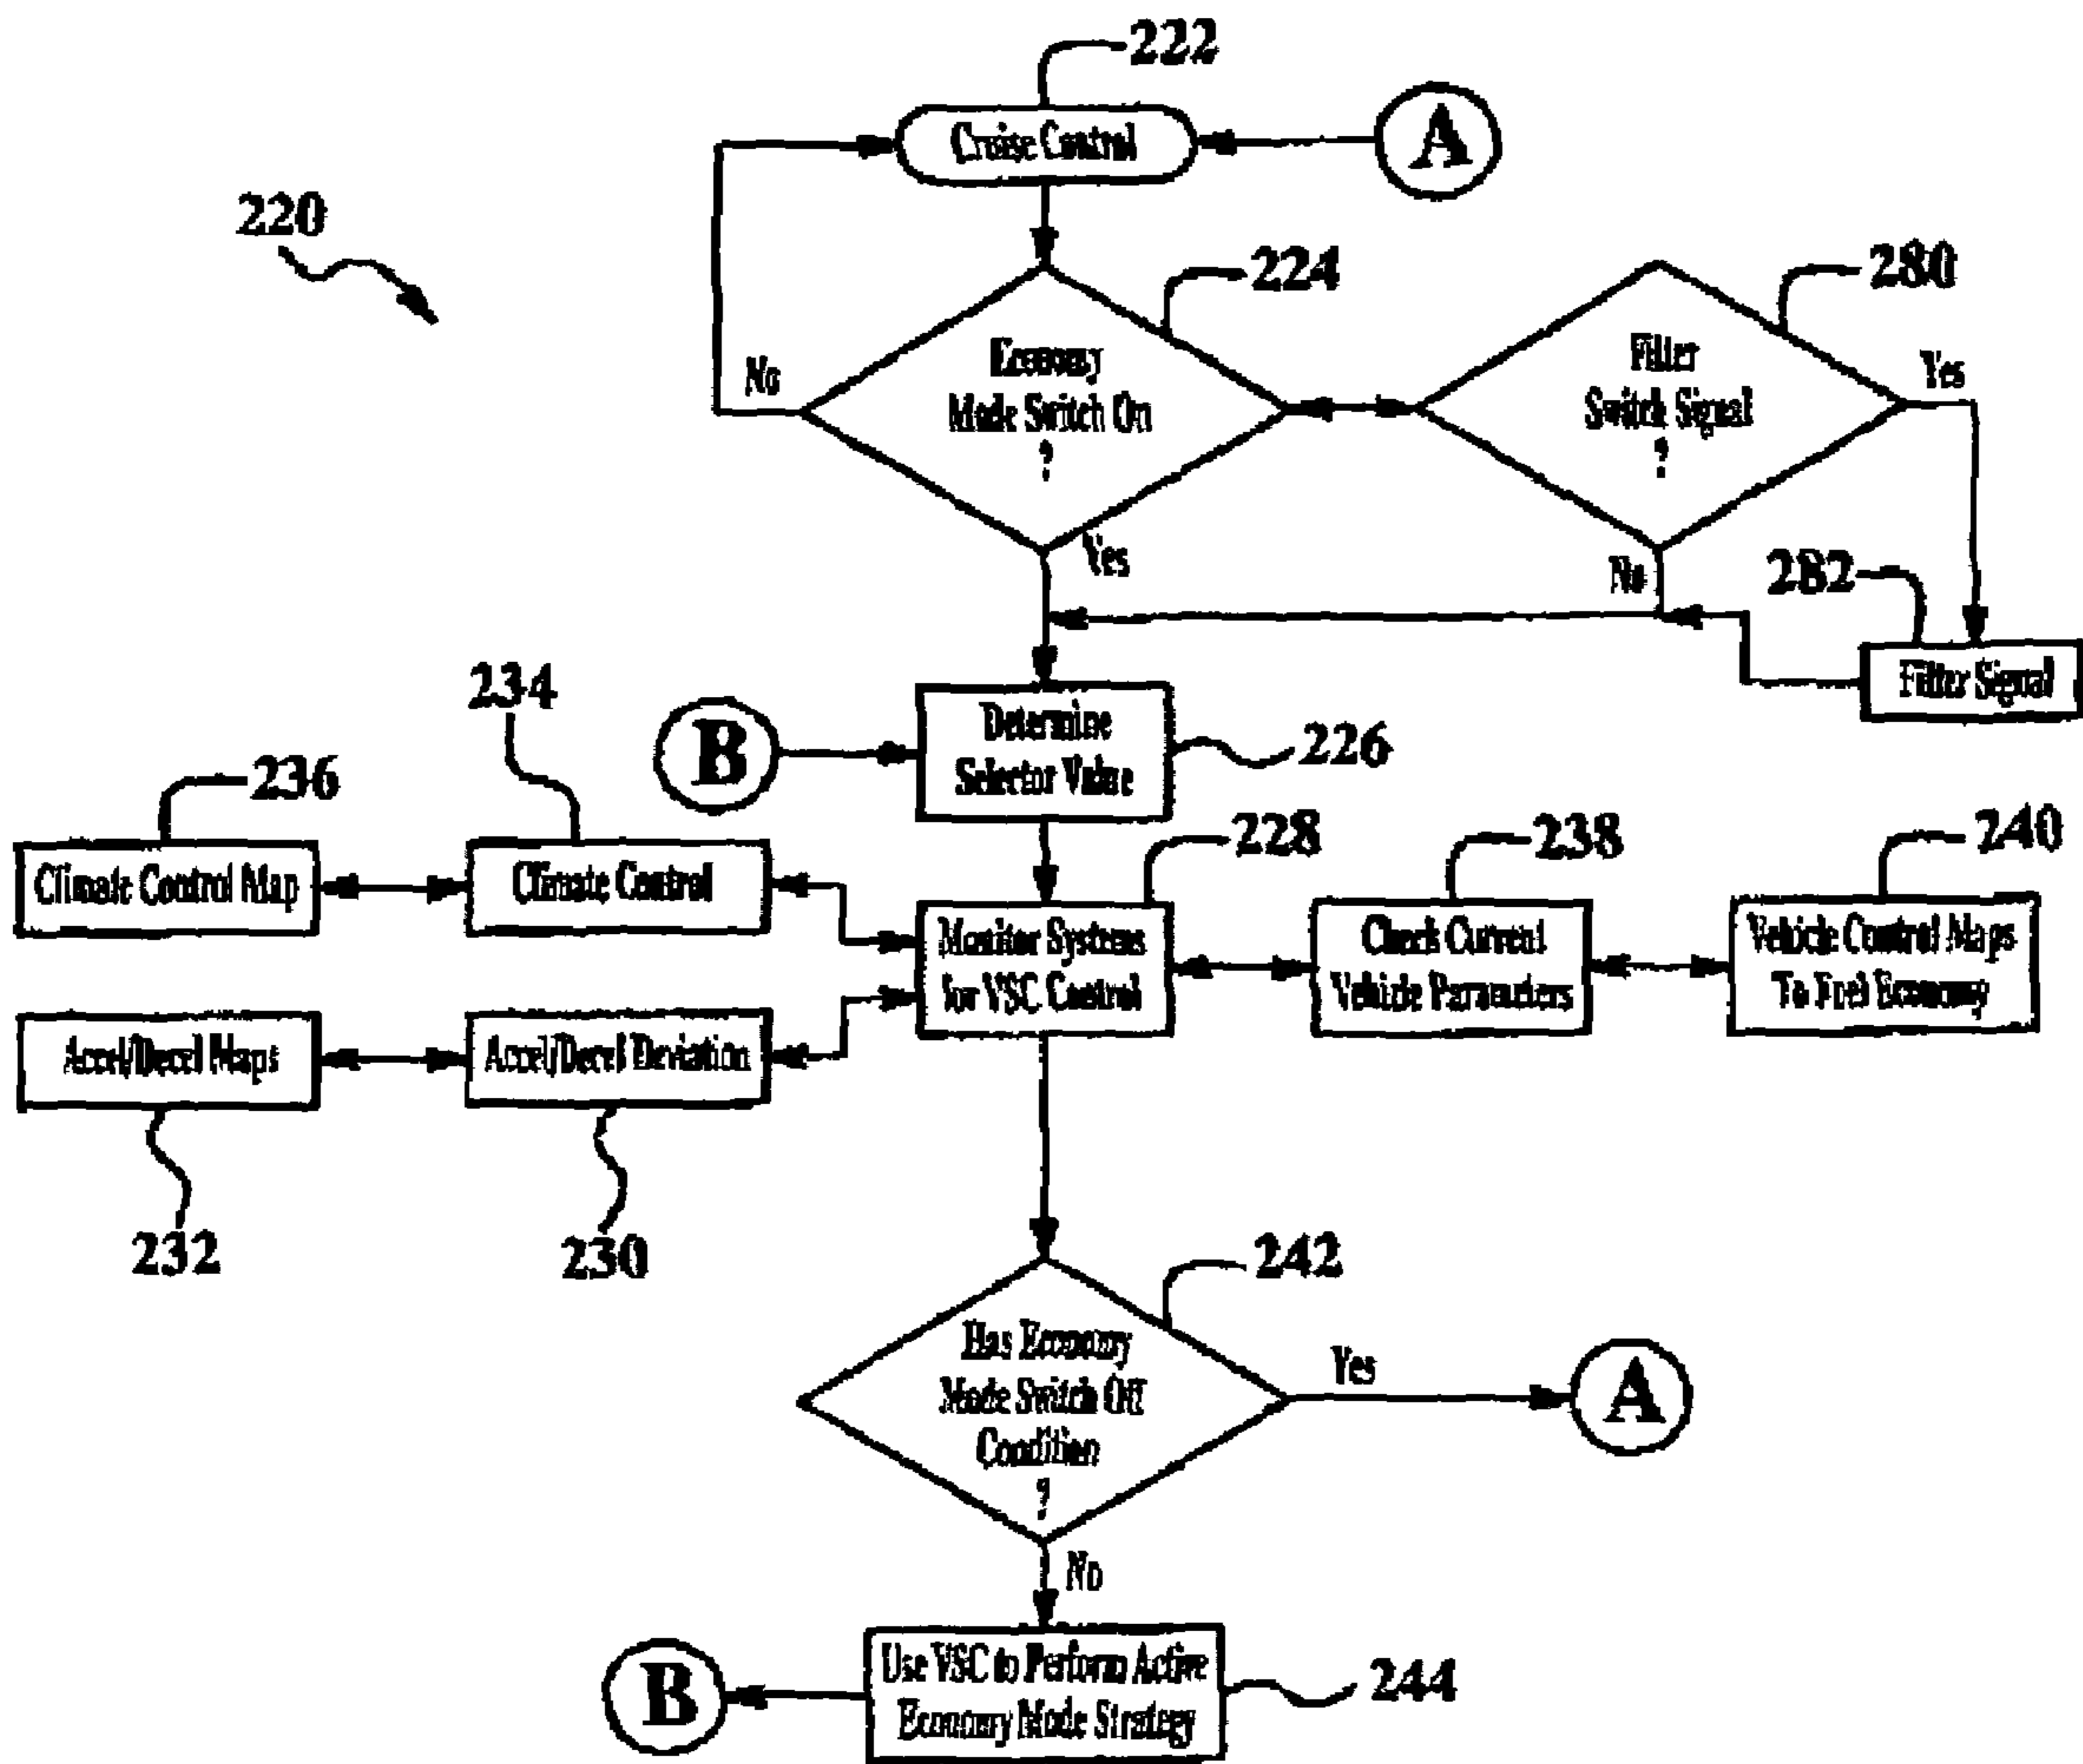 222
Cruise Control
A
220
224
280
Economy
Mode Switch On
?
No
Yes
Filter
Switch Signal
?
Yes
No
282
Filter Signal
234
B
Determine
Selector Value
226
236
228
238
240
Climate Control Map
Climate Control
Monitor Systems
for VSC Control
Check Current
Vehicle Parameters
Vehicle Control Maps
To Fuel Economy
Accel/Decel Maps
Accel/Decel Deviation
232
230
242
Has Economy
Mode Switch Off
Condition
?
Yes
A
No
Use VSC to Perform Active
Economy Mode Strategy
B
244